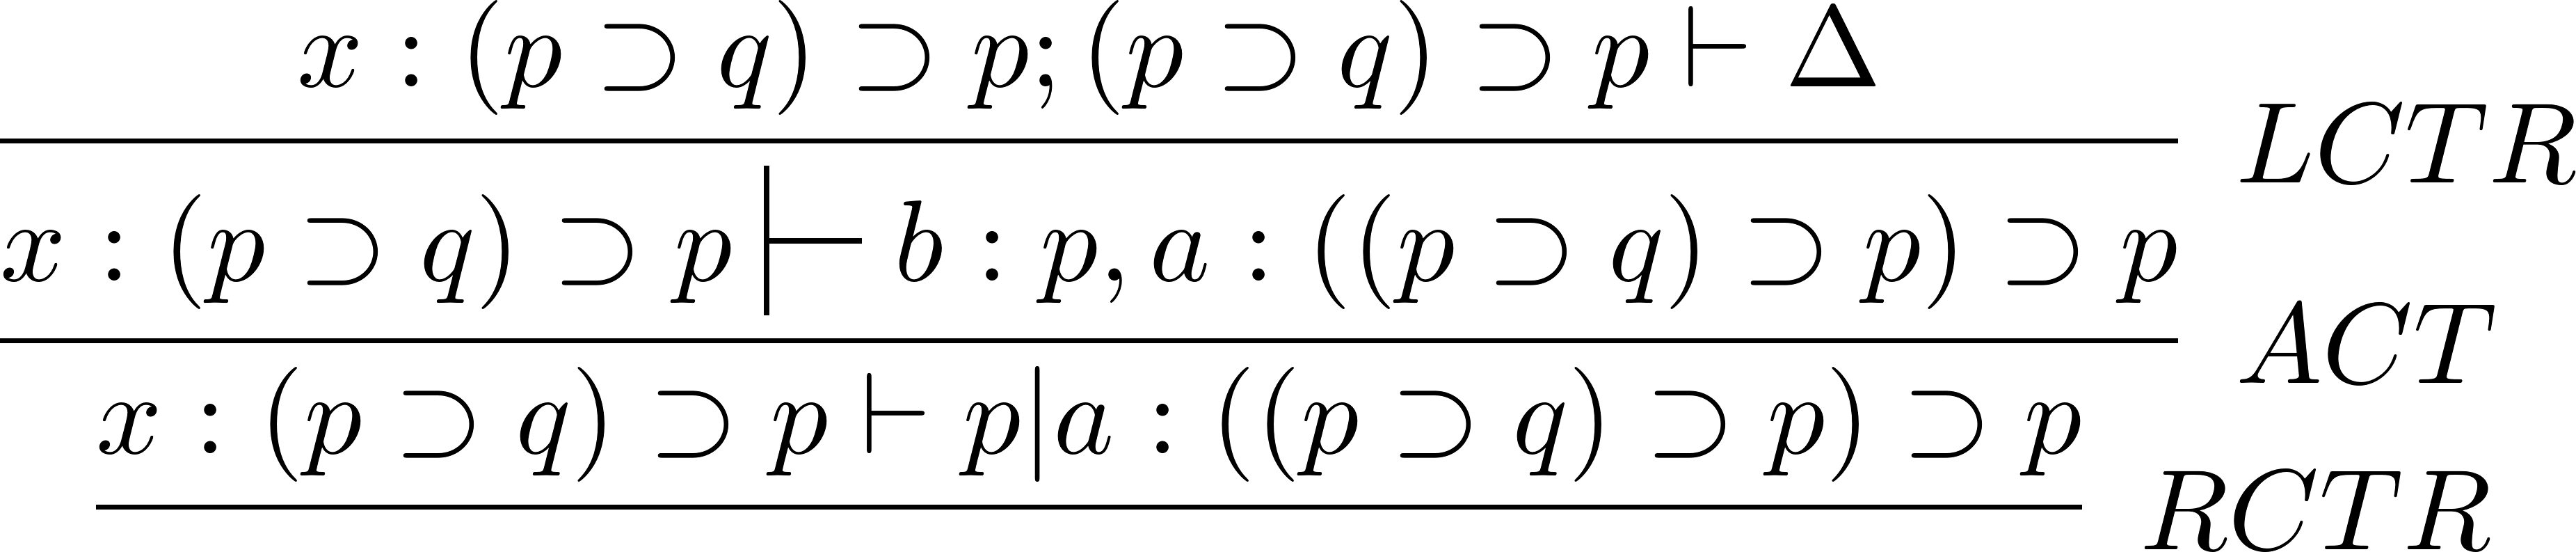 x : (p ⊃ q) ⊃ p; (p ⊃ q) ⊃ p ⊢ Δ
LCTR
x : (p ⊃ q) ⊃ p ⊢ b : p, a : ((p ⊃ q) ⊃ p) ⊃ p
ACT
x : (p ⊃ q) ⊃ p ⊢ p|a : ((p ⊃ q) ⊃ p) ⊃ p
RCTR